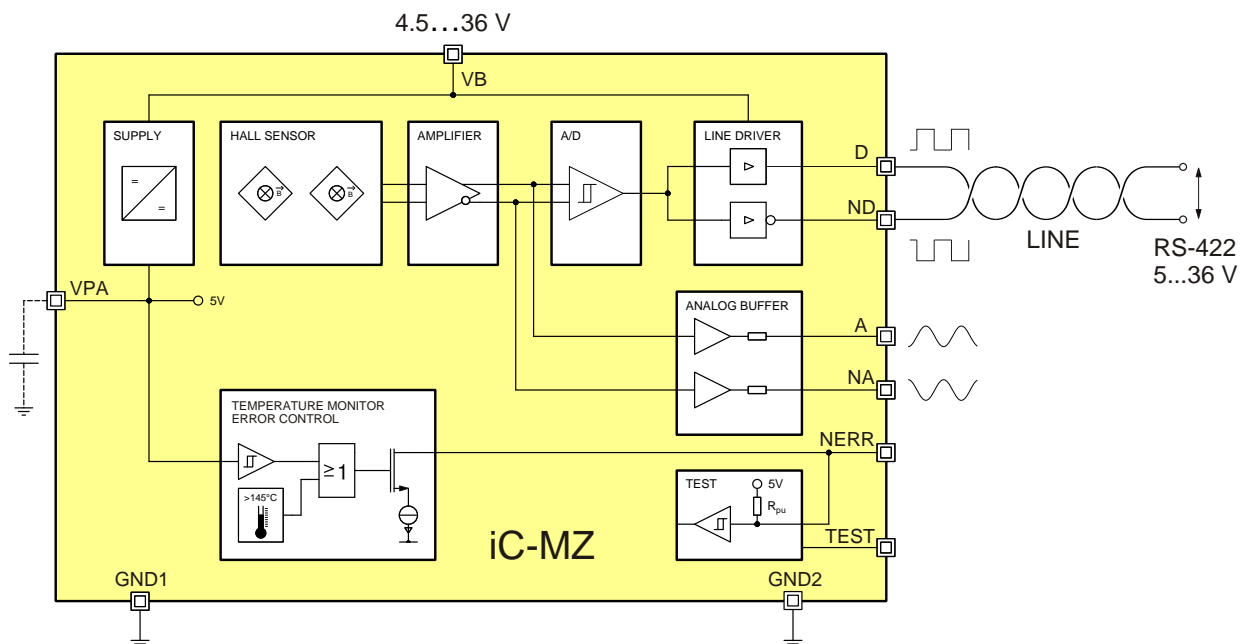 4.5...36 V
VB
SUPPLY
=
=
HALL SENSOR
B
B
AMPLIFIER
A/D
LINE DRIVER
D
ND
LINE
RS-422
5...36 V
VPA
5V
ANALOG BUFFER
A
NA
TEMPERATURE MONITOR
ERROR CONTROL
≥1
>145°C
NERR
TEST
5V
Rpu
TEST
iC-MZ
GND1
GND2